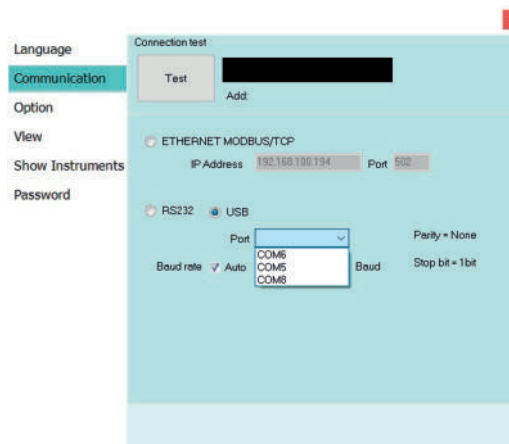 Language
Communication
Option
View
Show Instruments
Password
Connection test
Test
Add:
ETHERNET MODBUS/TCP
IP Address 192.168.100.194 Port 502
RS232 USB
Port Parity = None
COM6
COM5
COM8
Baud rate Auto Baud Stop bit = 1bit